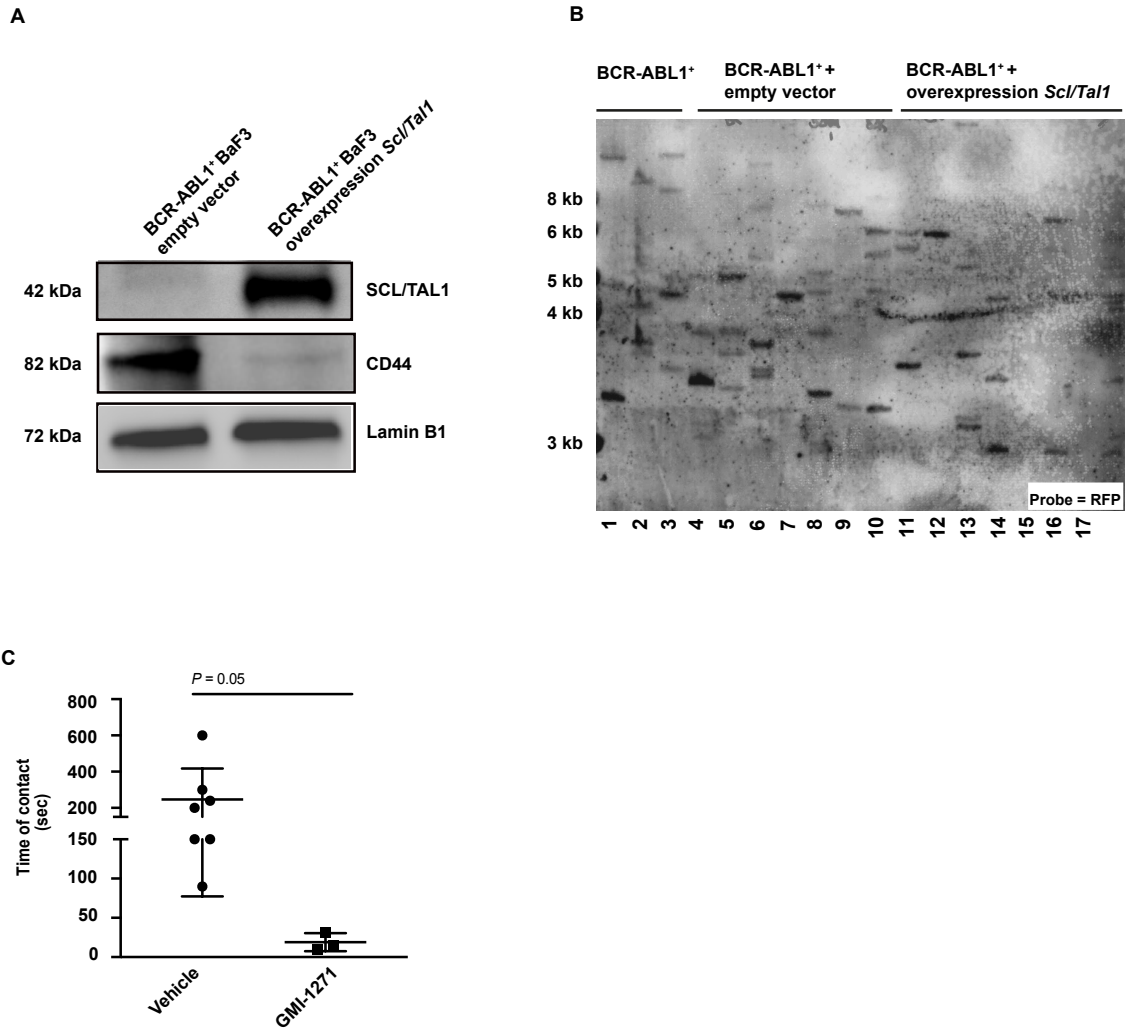 A
BCR-ABL1⁺ BaF3
empty vector
BCR-ABL1⁺ BaF3
overexpression Scl/Tal1
42 kDa
SCL/TAL1
82 kDa
CD44
72 kDa
Lamin B1
B
BCR-ABL1⁺
BCR-ABL1⁺ +
empty vector
BCR-ABL1⁺ +
overexpression Scl/Tal1
8 kb
6 kb
5 kb
4 kb
3 kb
Probe = RFP
1 2 3 4 5 6 7 8 9 10 11 12 13 14 15 16 17
C
P = 0.05
Time of contact
(sec)
800
600
400
200
150
100
50
0
Vehicle
GMI-1271